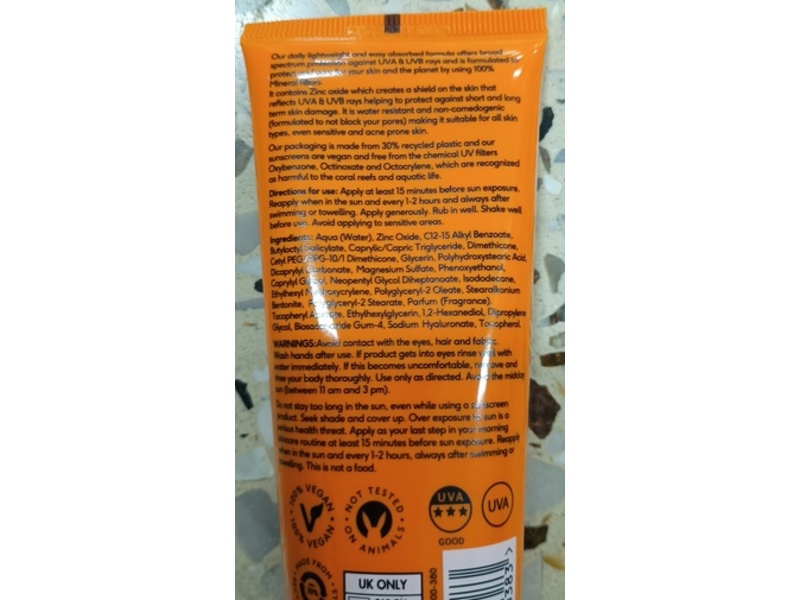 Our daily lightweight and easy absorbed formula offers broad
spectrum protection against UVA & UVB rays and is formulated to
protect and care for your skin and the planet by using 100%
Mineral filters.
It contains Zinc oxide which creates a shield on the skin that
reflects UVA & UVB rays helping to protect against short and long
term skin damage. It is water resistant and non-comedogenic
(formulated to not block your pores) making it suitable for all skin
types, even sensitive and acne prone skin.
Our packaging is made from 30% recycled plastic and our
sunscreens are vegan and free from the chemical UV filters
Oxybenzone, Octinoxate and Octocrylene, which are recognized
as harmful to the coral reefs and aquatic life.
Directions for use: Apply at least 15 minutes before sun exposure.
Reapply when in the sun and every 1-2 hours and always after
swimming or towelling. Apply generously. Rub in well. Shake well
before use. Avoid applying to sensitive areas.
Ingredients: Aqua (Water), Zinc Oxide, C12-15 Alkyl Benzoate,
Butyloctyl Salicylate, Caprylic/Capric Triglyceride, Dimethicone,
Cetyl PEG/PPG-10/1 Dimethicone, Glycerin, Polyhydroxystearic Acid,
Dicaprylyl Carbonate, Magnesium Sulfate, Phenoxyethanol,
Caprylyl Glycol, Neopentyl Glycol Diheptanoate, Isododecane,
Ethylhexyl Methoxycrylene, Polyglyceryl-2 Oleate, Stearalkonium
Bentonite, Polyglyceryl-2 Stearate, Parfum (Fragrance).
Tocopheryl Acetate, Ethylhexylglycerin, 1,2-Hexanediol, Dipropylene
Glycol, Biosaccharide Gum-4, Sodium Hyaluronate, Tocopherol.
WARNINGS: Avoid contact with the eyes, hair and fabric.
Wash hands after use. If product gets into eyes rinse well with
water immediately. If this becomes uncomfortable, remove and
rinse your body thoroughly. Use only as directed. Avoid the midday
sun (between 11 am and 3 pm).
Do not stay too long in the sun, even while using a sunscreen
product. Seek shade and cover up. Over exposure to sun is a
serious health threat. Apply as your last step in your morning
skincare routine at least 15 minutes before sun exposure. Reapply
when in the sun and every 1-2 hours, always after swimming or
towelling. This is not a food.
100% VEGAN
100% VEGAN
NOT TESTED
ON ANIMALS
UVA
GOOD
UVA
MADE FROM
UK ONLY
00-380